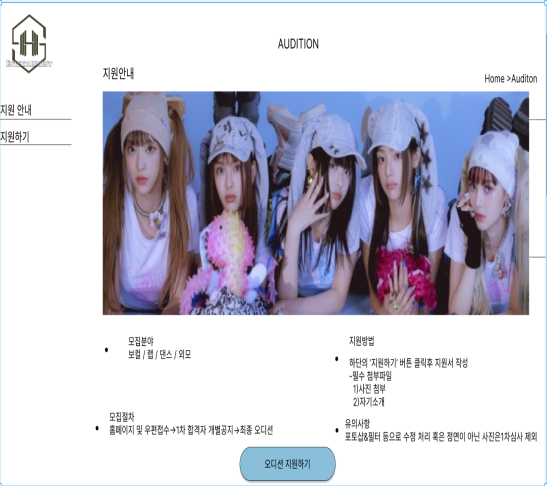 AUDITION
지원안내
Home >Auditon
지원 안내
지원하기
모집분야
보컬 / 랩 / 댄스 / 외모
지원방법
하단의 '지원하기' 버튼 클릭후 지원서 작성
-필수 첨부파일
1)사진 첨부
2)자기소개
모집절차
홈페이지 및 우편접수→1차 합격자 개별공지→최종 오디션
유의사항
포토샵&필터 등으로 수정 처리 혹은 정면이 아닌 사진은1차심사 제외
오디션 지원하기